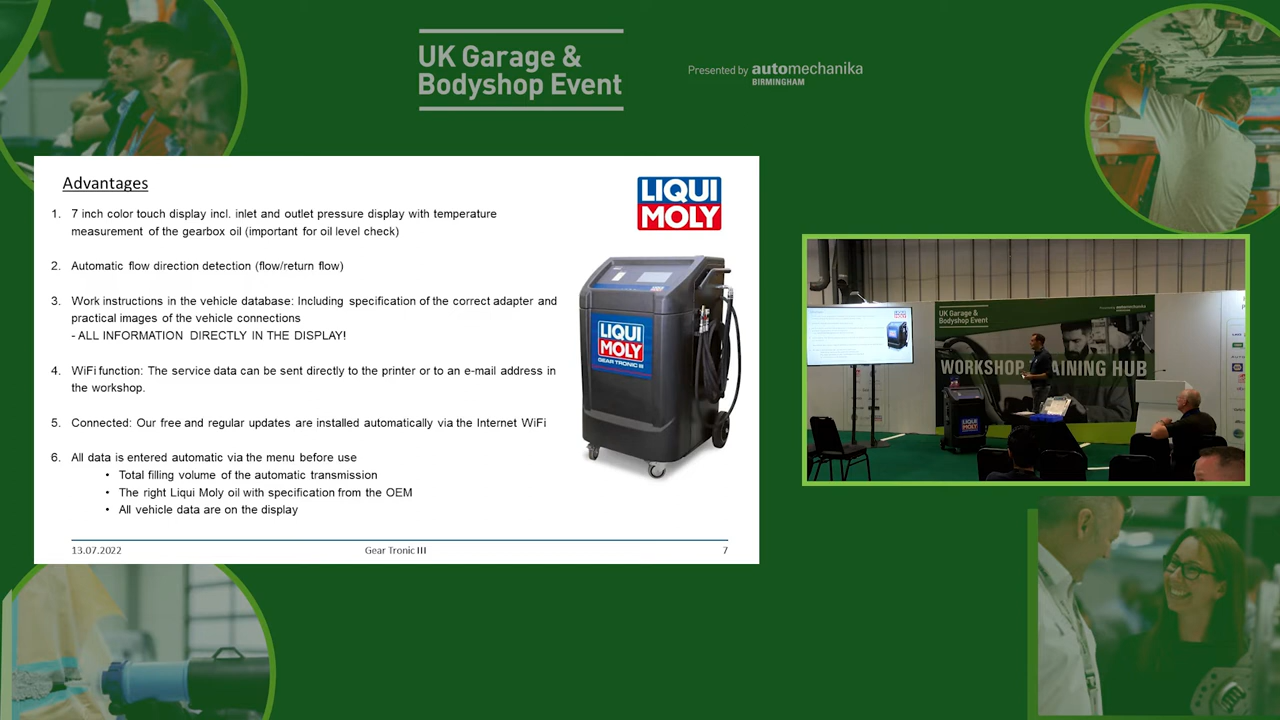 UK Garage &
Bodyshop Event
Presented by automechanika
BIRMINGHAM
Advantages
LIQUI
MOLY
1. 7 inch color touch display incl. inlet and outlet pressure display with temperature
measurement of the gearbox oil (important for oil level check)
2. Automatic flow direction detection (flow/return flow)
3. Work instructions in the vehicle database: Including specification of the correct adapter and
practical images of the vehicle connections
- ALL INFORMATION DIRECTLY IN THE DISPLAY!
4. WiFi function: The service data can be sent directly to the printer or to an e-mail address in
the workshop.
5. Connected: Our free and regular updates are installed automatically via the Internet WiFi
6. All data is entered automatic via the menu before use
• Total filling volume of the automatic transmission
• The right Liqui Moly oil with specification from the OEM
• All vehicle data are on the display
LIQUI
MOLY
GEAR TRONIC III
13.07.2022 Gear Tronic III 7
UK Garage &
Bodyshop Event
WORKSHOP AINING HUB
LIQUI
MOLY